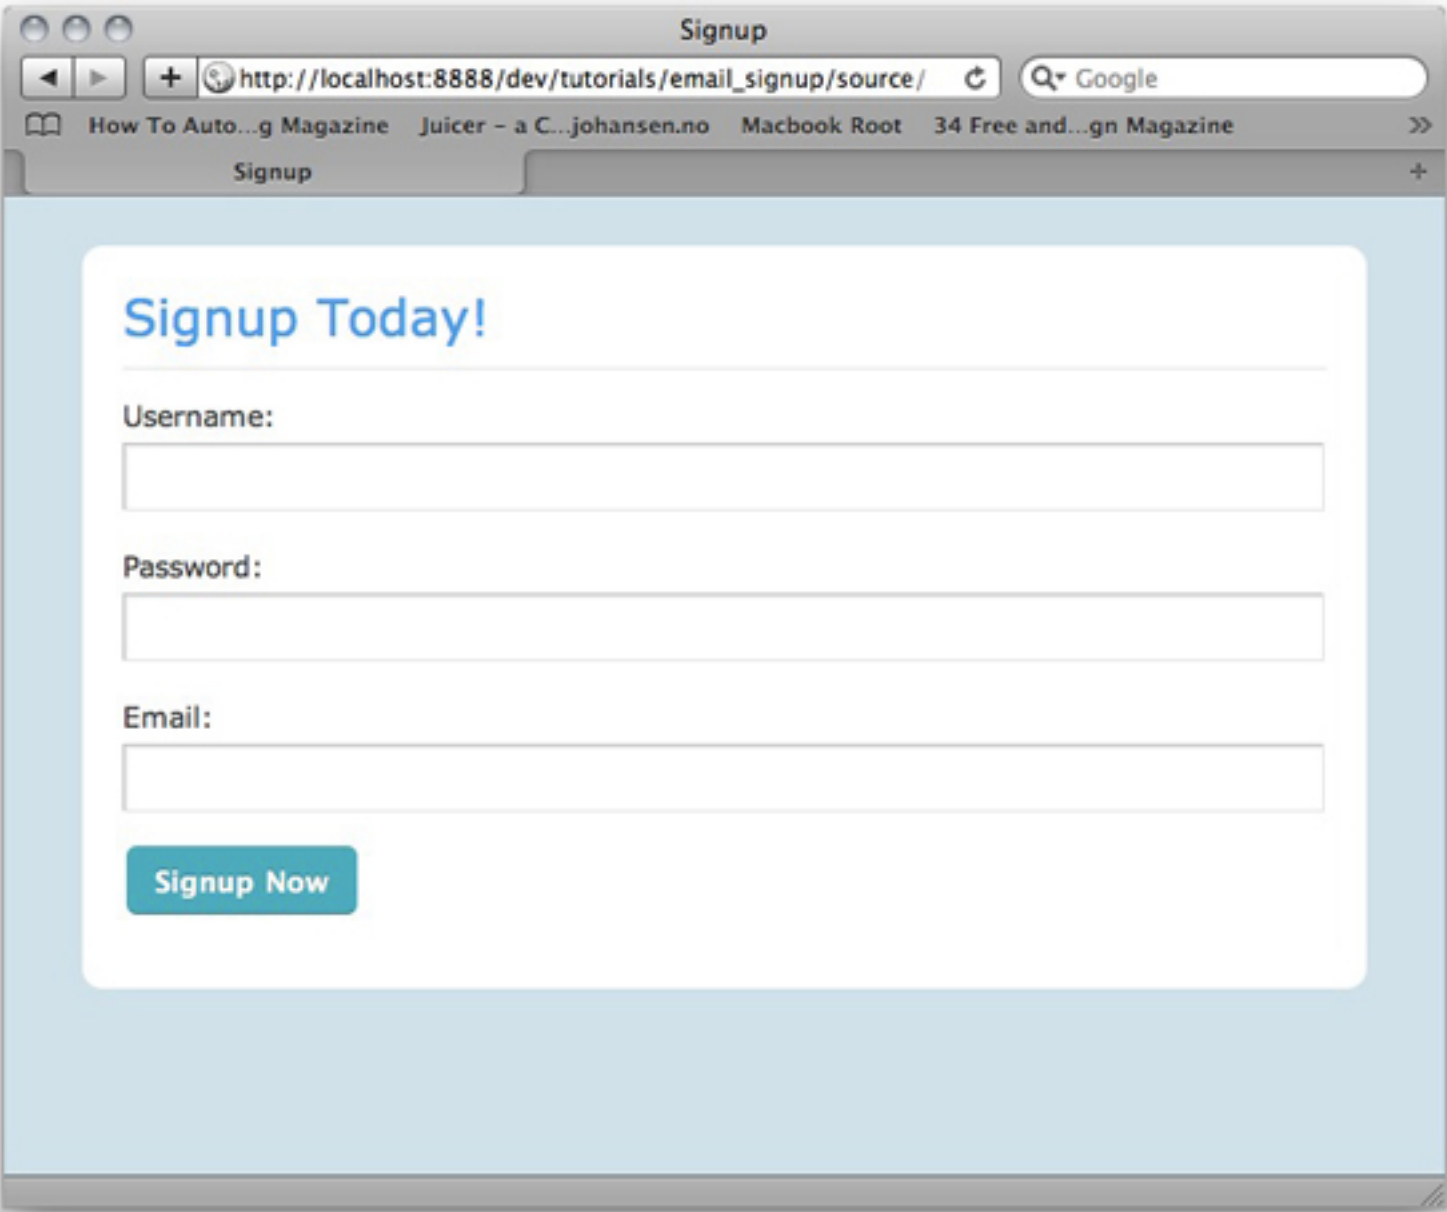 Signup
http://localhost:8888/dev/tutorials/email_signup/source/ Google
How To Auto...g Magazine Juicer – a C...johansen.no Macbook Root 34 Free and...gn Magazine
Signup
Signup Today!
Username:
Password:
Email:
Signup Now